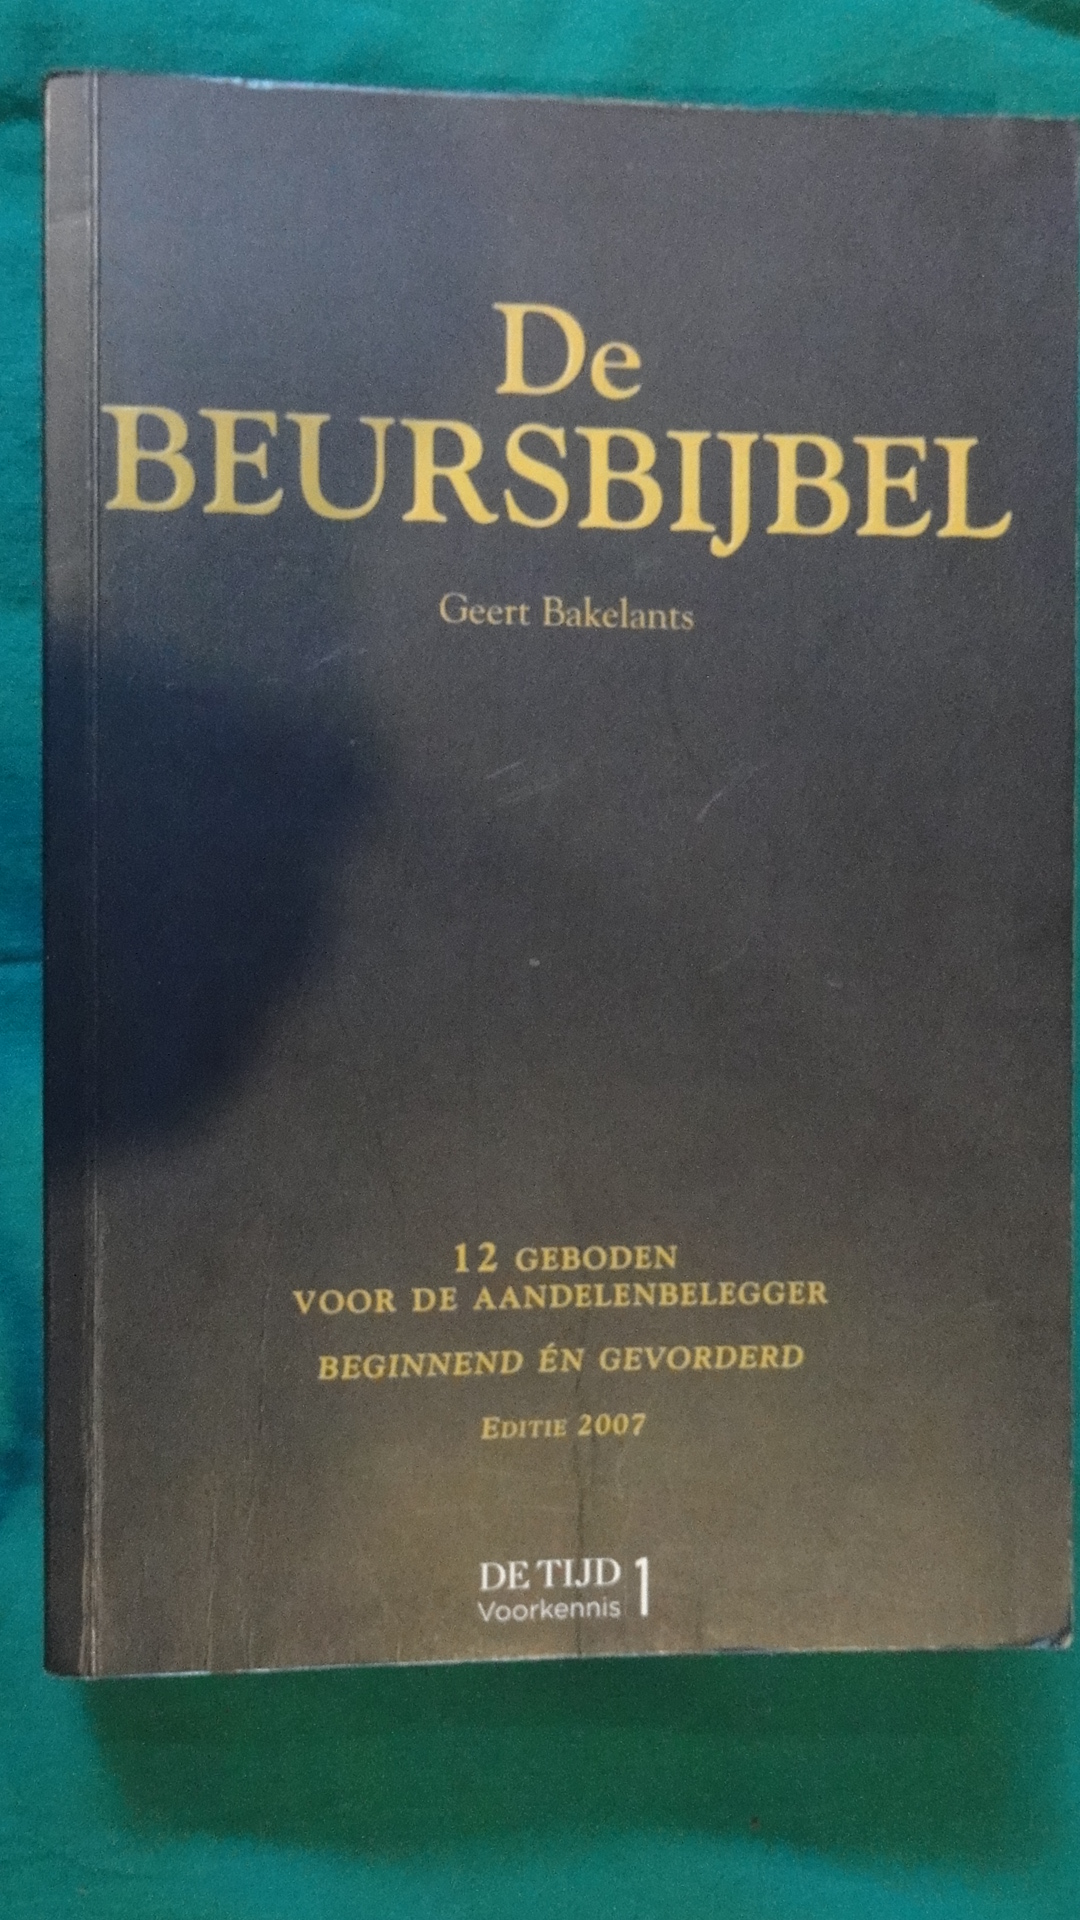 De
BEURSBIJBEL
Geert Bakelants
12 GEBODEN
VOOR DE AANDELENBELEGGER
BEGINNEND ÉN GEVORDERD
EDITIE 2007
DE TIJD 1
Voorkennis